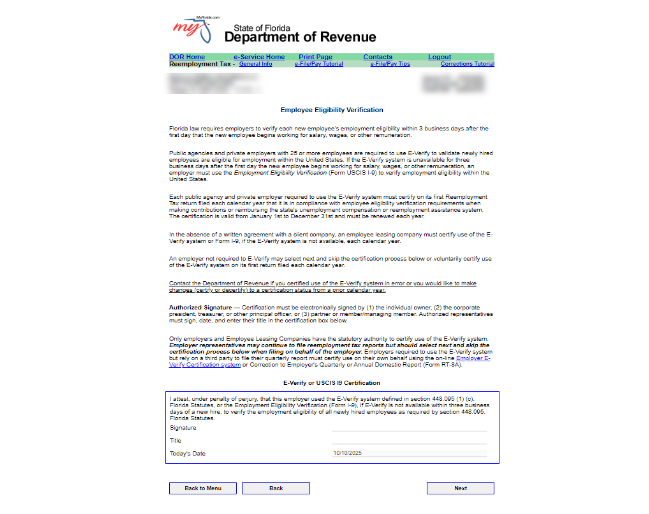 MyFlorida.com
my
State of Florida
Department of Revenue
DOR Home e-Service Home Print Page Contacts Logout
Reemployment Tax - General Info e-File/Pay Tutorial e-File/Pay Tips Corrections Tutorial
Employee Eligibility Verification
Florida law requires employers to verify each new employee's employment eligibility within 3 business days after the
first day that the new employee begins working for salary, wages, or other remuneration.
Public agencies and private employers with 25 or more employees are required to use E-Verify to validate newly hired
employees are eligible for employment within the United States. If the E-Verify system is unavailable for three
business days after the first day the new employee begins working for salary, wages, or other remuneration, an
employer must use the Employment Eligibility Verification (Form USCIS I-9) to verify employment eligibility within the
United States.
Each public agency and private employer required to use the E-Verify system must certify on its first Reemployment
Tax return filed each calendar year that it is in compliance with employee eligibility verification requirements when
making contributions or reimbursing the state's unemployment compensation or reemployment assistance system.
The certification is valid from January 1st to December 31st and must be renewed each year.
In the absence of a written agreement with a client company, an employee leasing company must certify use of the E-
Verify system or Form I-9, if the E-Verify system is not available, each calendar year.
An employer not required to E-Verify may select next and skip the certification process below or voluntarily certify use
of the E-Verify system on its first return filed each calendar year.
Contact the Department of Revenue if you certified use of the E-Verify system in error or you would like to make
changes (certify or decertify) to a certification status from a prior calendar year.
Authorized Signature — Certification must be electronically signed by (1) the individual owner, (2) the corporate
president, treasurer, or other principal officer, or (3) partner or member/managing member. Authorized representatives
must sign, date, and enter their title in the certification box below.
Only employers and Employee Leasing Companies have the statutory authority to certify use of the E-Verify system.
Employer representatives may continue to file reemployment tax reports but should select next and skip the
certification process below when filing on behalf of the employer. Employers required to use the E-Verify system
but rely on a third party to file their quarterly report must certify use on their own behalf using the on-line Employer E-
Verify Certification system or Correction to Employer's Quarterly or Annual Domestic Report (Form RT-8A).
E-Verify or USCIS I9 Certification
I attest, under penalty of perjury, that this employer used the E-Verify system defined in section 448.095 (1) (c),
Florida Statutes, or the Employment Eligibility Verification (Form I-9), if E-Verify is not available within three business
days of a new hire, to verify the employment eligibility of all newly hired employees as required by section 448.095,
Florida Statutes.
Signature
Title
Today's Date 10/10/2025
Back to Menu Back Next